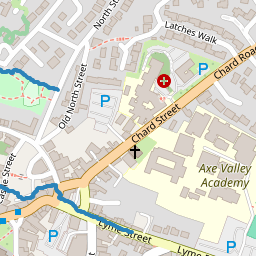 North Street
Latches Walk
Old North Street
P
P
Chard Road
P
Chard Street
Axe Valley
Academy
Castle Street
Lyme Street
Lyme St
P
P